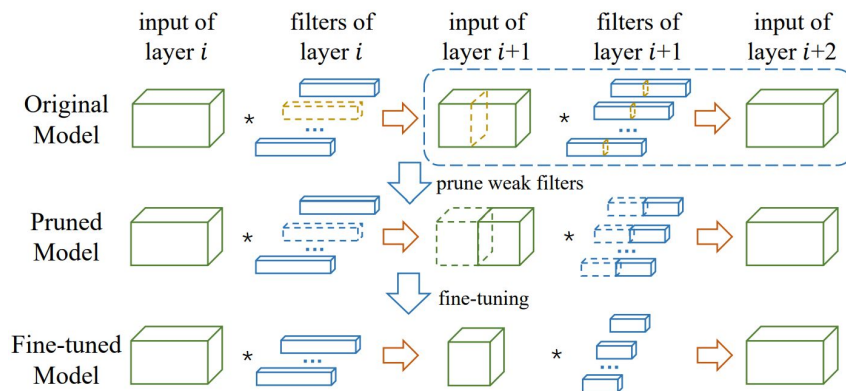 input of
layer i
filters of
layer i
input of
layer i+1
filters of
layer i+1
input of
layer i+2
Original
Model
*
...
*
...
prune weak filters
Pruned
Model
*
...
*
...
fine-tuning
Fine-tuned
Model
*
...
*
...